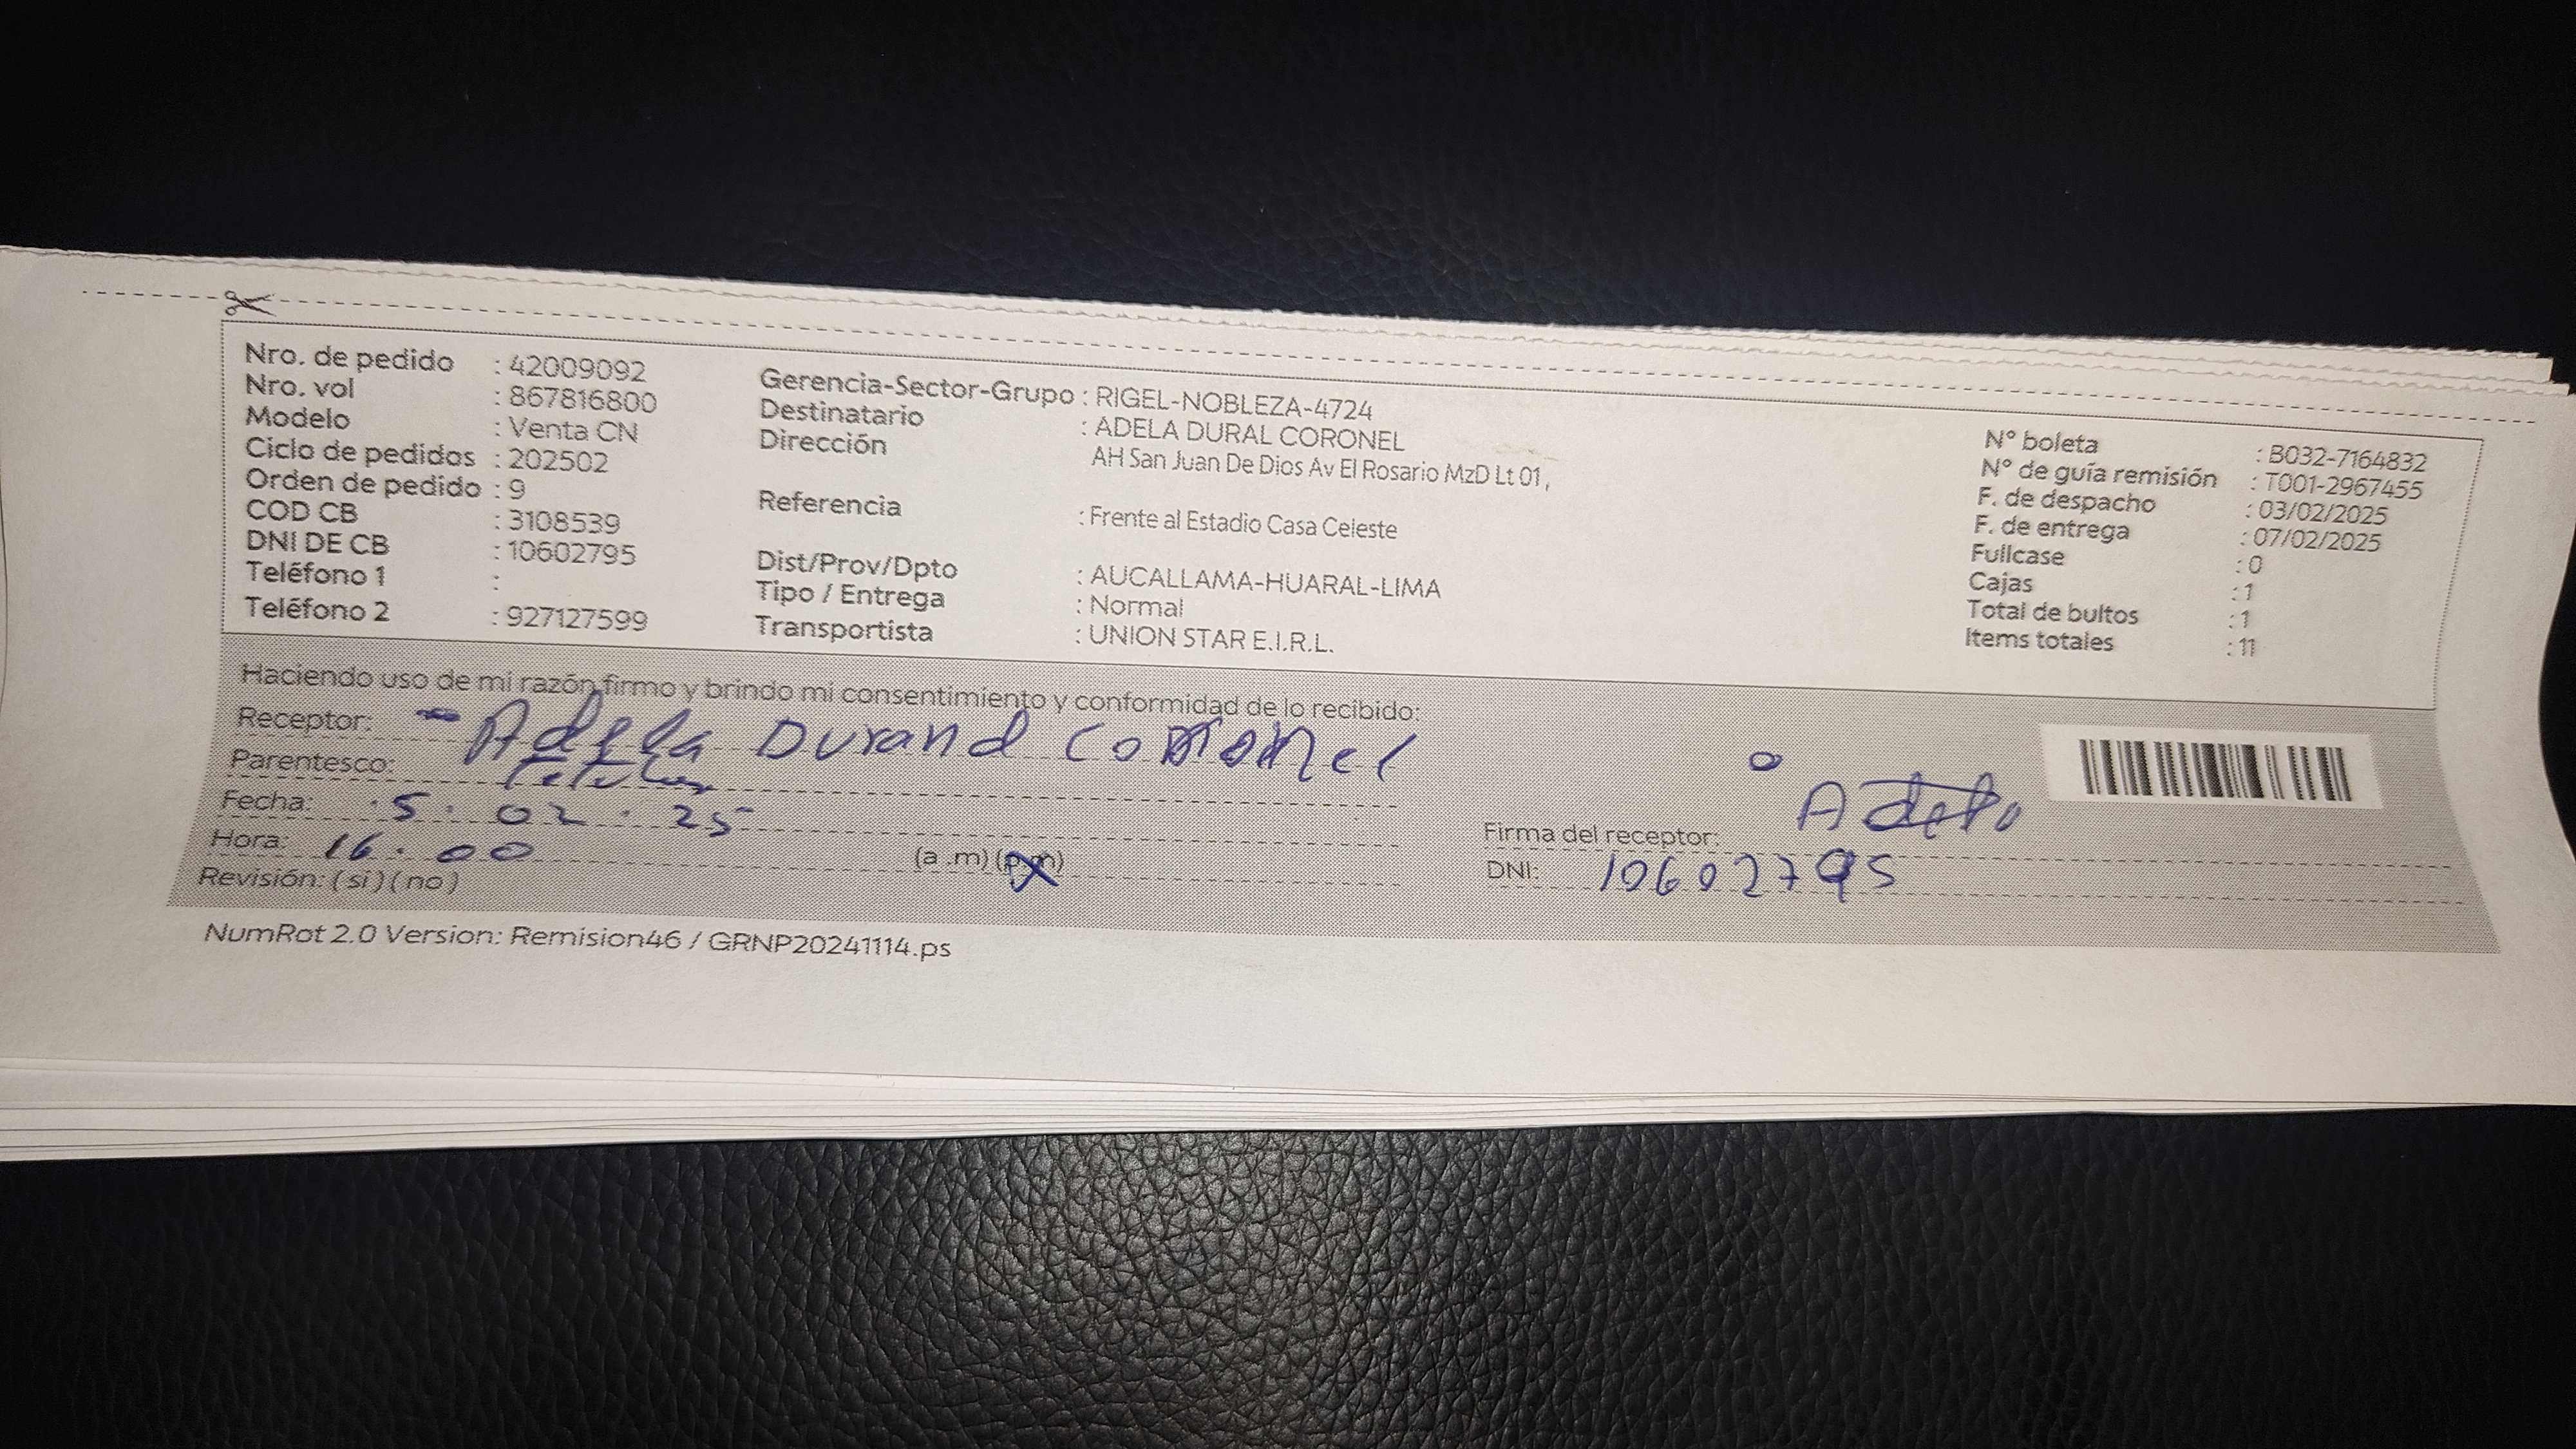 Nro. de pedido : 42009092
Nro. vol : 867816800
Modelo : Venta CN
Ciclo de pedidos : 202502
Orden de pedido : 9
COD CB : 3108539
DNI DE CB : 10602795
Teléfono 1 :
Teléfono 2 : 927127599
Gerencia-Sector-Grupo : RIGEL-NOBLEZA-4724
Destinatario : ADELA DURAL CORONEL
Dirección AH San Juan De Dios Av El Rosario MzD Lt 01,
Referencia : Frente al Estadio Casa Celeste
Dist/Prov/Dpto : AUCALLAMA-HUARAL-LIMA
Tipo / Entrega : Normal
Transportista : UNION STAR E.I.R.L.
N° boleta : B032-7164832
N° de guía remisión : T001-2967455
F. de despacho : 03/02/2025
F. de entrega : 07/02/2025
Fullcase : 0
Cajas : 1
Total de bultos : 1
Items totales : 11
Haciendo uso de mi razón firmo y brindo mi consentimiento y conformidad de lo recibido:
Receptor: Adela Durand Coronel
Parentesco:
Fecha: 5.02.25
Hora: 16.00 (a .m) (p.m)
Revisión: ( si ) ( no )
Firma del receptor: Adela
DNI: 10602795
NumRot 2.0 Version: Remision46 / GRNP20241114.ps